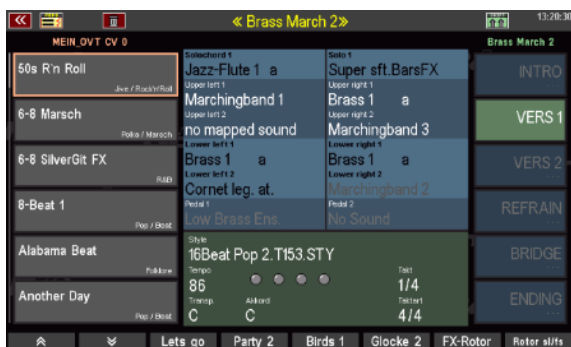 « Brass March 2»
13:20:30
MEIN_OVT CV 0
Brass March 2
50s R'n Roll
Jive / Rock'n'Roll
6-8 Marsch
Polka / Marsch
6-8 SilverGit FX
R&B
8-Beat 1
Pop / Beat
Alabama Beat
Folklore
Another Day
Pop / Beat
Solochord 1
Jazz-Flute 1 a
Solo 1
Super sft.BarsFX
Upper left 1
Marchingband 1
Upper right 1
Brass 1 a
Upper left 2
no mapped sound
Upper right 2
Marchingband 3
Lower left 1
Brass 1 a
Lower right 1
Brass 1 a
Lower left 2
Cornet leg. at.
Lower right 2
Marchingband 2
Pedal 1
Low Brass Ens.
Pedal 2
No Sound
Style
16Beat Pop 2.T153.STY
Tempo
86
Takt
1/4
Transp.
C
Akkord
C
Taktart
4/4
INTRO
VERS 1
VERS 2
REFRAIN
BRIDGE
ENDING
Lets go
Party 2
Birds 1
Glocke 2
FX-Rotor
Rotor sl/fs